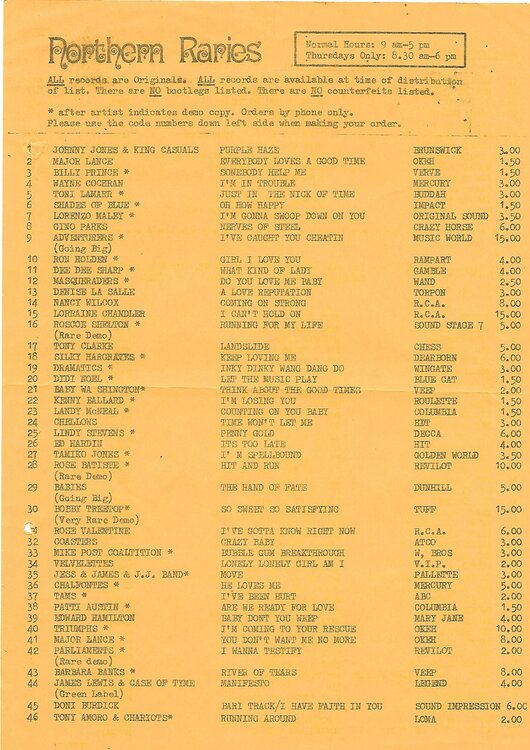 Northern Raries
Normal Hours: 9 am-5 pm
Thursdays Only: 8.30 am-6 pm
ALL records are Originals. ALL records are available at time of distribution
of list. There are NO bootlegs listed. There are NO counterfeits listed.
* after artist indicates demo copy. Orders by phone only.
Please use the code numbers down left side when making your order.
1 JOHNNY JONES & KING CASUALS PURPLE HAZE BRUNSWICK 3.00
2 MAJOR LANCE EVERYBODY LOVES A GOOD TIME OKEH 1.50
3 BILLY PRINCE * SOMEBODY HELP ME VERVE 1.50
4 WAYNE COCHRAN I'M IN TROUBLE MERCURY 3.00
5 TONI LAMARR * JUST IN THE NICK OF TIME BUDDAH 3.00
6 SHADES OF BLUE * OH HOW HAPPY IMPACT 1.50
7 LORENZO MALEY * I'M GONNA SWOOP DOWN ON YOU ORIGINAL SOUND 3.50
8 GINO PARKS NERVES OF STEEL CRAZY HORSE 6.00
9 ADVENTURERS * I'VE CAUGHT YOU CHEATIN MUSIC WORLD 15.00
(Going Big)
10 RON HOLDEN * GIRL I LOVE YOU RAMPART 4.00
11 DEE DEE SHARP * WHAT KIND OF LADY GAMBLE 4.00
12 MASQUERADERS * DO YOU LOVE ME BABY WAND 2.50
13 DENISE LA SALLE A LOVE REPUTATION TORPON 3.00
14 NANCY WILCOX COMING ON STRONG R.C.A. 8.00
15 LORRAINE CHANDLER I CAN'T HOLD ON R.C.A. 15.00
16 ROSCOE SHELTON * RUNNING FOR MY LIFE SOUND STAGE 7 5.00
(Rare Demo)
17 TONY CLARKE LANDSLIDE CHESS 5.00
18 SILKY HARGRAVES * KEEP LOVING ME DEARBORN 6.00
19 DRAMATICS * INKY DINKY WANG DANG DO WINGATE 3.00
20 DIDI NOEL * LET THE MUSIC PLAY BLUE CAT 1.50
21 BABY WA SHINGTON* THINK ABOUT THE GOOD TIMES VEEP 2.00
22 KENNY BALLARD * I'M LOSING YOU ROULETTE 1.50
23 LANDY McNEAL * COUNTING ON YOU BABY COLUMBIA 1.50
24 CHELLOWS TIME WON'T LET ME HIT 3.00
25 LINDY STEVENS * PENNY GOLD DECCA 6.00
26 ED HARDIN ITS TOO LATE HIT 4.00
27 TAMIKO JONES * I' M SPELLBOUND GOLDEN WORLD 3.50
28 ROSE BATISTE * HIT AND RUN REVILOT 10.00
(Rare Demo)
29 BABIES THE HAND OF FATE DUNHILL 5.00
(Going Big)
30 BOBBY TREETOP* SO SWEET SO SATISFYING TUFF 15.00
(Very Rare Demo)
ROSE VALENTINE I'VE GOTTA KNOW RIGHT NOW R.C.A. 6.00
32 COASTERS CRAZY BABY ATCO 3.00
33 MIKE POST COALITION * BUBBLE GUM BREAKTHROUGH W, BROS 3.00
34 VELVELETTES LONELY LONELY GIRL AM I V.I.P. 2.00
35 JESS & JAMES & J.J. BAND* MOVE PALLETTE 3.00
36 CHALFONTES * HE LOVES ME MERCURY 5.00
37 TAMS * I'VE BEEN HURT ABC 2.00
38 PATTI AUSTIN * ARE WE READY FOR LOVE COLUMBIA 1.50
39 EDWARD HAMILTON BABY DONT YOU WEEP MARY JANE 4.00
40 TRIUMPHS * I'M COMING TO YOUR RESCUE OKEH 10.00
41 MAJOR LANCE * YOU DON'T WANT ME NO MORE OKEH 8.00
42 PARLIAMENTS * I WANNA TESTIFY REVILOT 2.00
(Rare demo)
43 BARBARA BANKS * RIVER OF TEARS VEEP 8.00
44 JAMES LEWIS & CASE OF TYME MANIFESTO LEGEND 4.00
(Green Label)
45 DONI BURDICK BARI TRACK/I HAVE FAITH IN YOU SOUND IMPRESSION 6.00
46 TONY AMORO & CHARIOTS* RUNNING AROUND LOMA 2.00